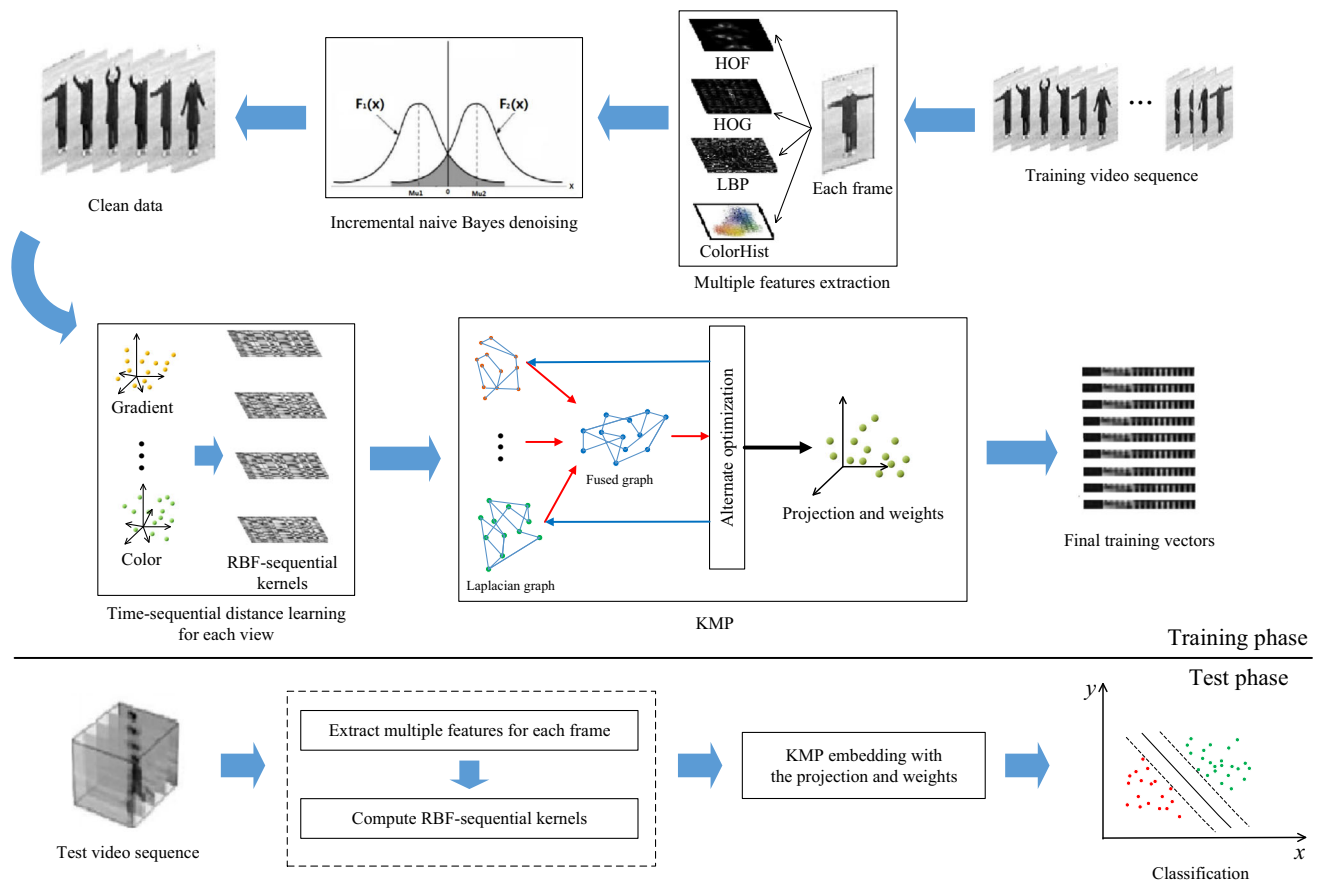 HOF
HOG
LBP
ColorHist
Each frame
Multiple features extraction
...
Training video sequence
F₁(x)
F₂(x)
Mu1
0
Mu2
x
Incremental naive Bayes denoising
Clean data
Gradient
Color
RBF-sequential
kernels
Time-sequential distance learning
for each view
Fused graph
Laplacian graph
Alternate optimization
Projection and weights
KMP
Final training vectors
Training phase
Test phase
Test video sequence
Extract multiple features for each frame
Compute RBF-sequential kernels
KMP embedding with
the projection and weights
y
x
Classification